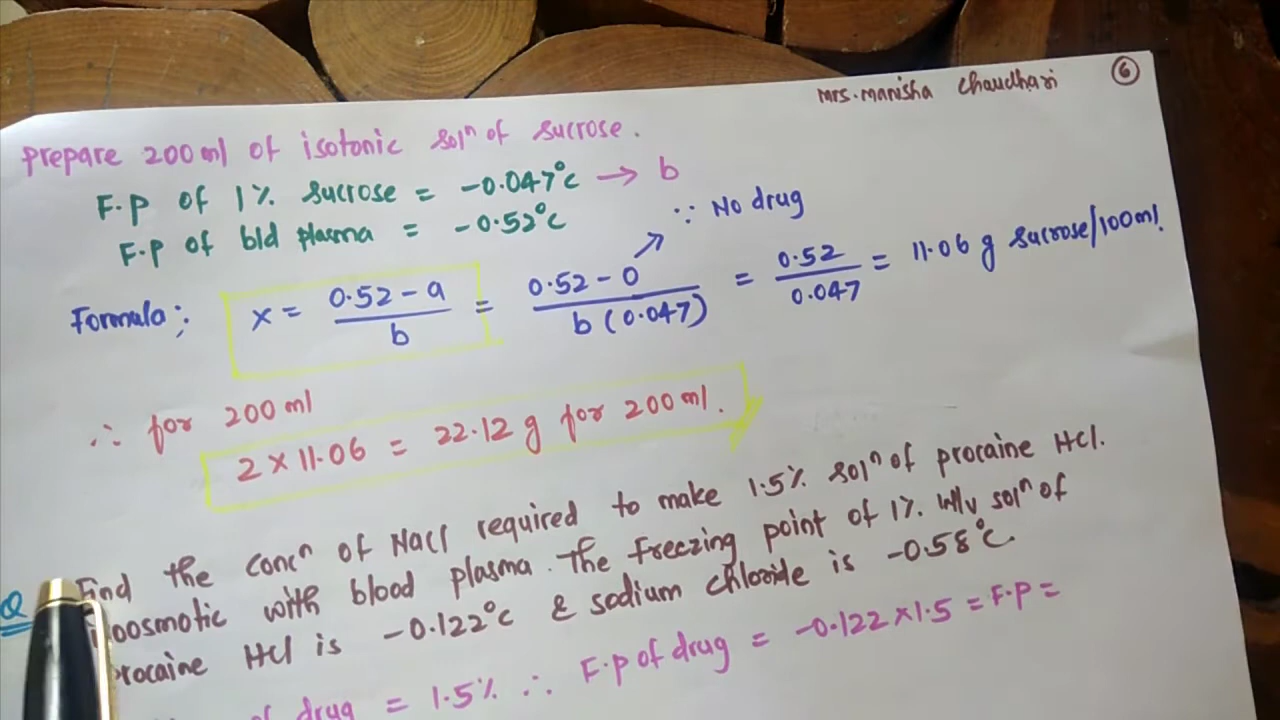 Mrs. Manisha Chaudhari 6
Prepare 200 ml of isotonic solⁿ of sucrose.
F.p of 1% sucrose = -0.047°c → b
F.p of bld plasma = -0.52°c
∵ No drug
Formula; x = 0.52 - a / b = 0.52 - 0 / b (0.047) = 0.52 / 0.047 = 11.06 g sucrose/100ml.
∴ for 200 ml
2 x 11.06 = 22.12 g for 200 ml.
Q Find the concⁿ of Nacl required to make 1.5% solⁿ of procaine HCl.
osmotic with blood plasma. The freezing point of 1% w/v solⁿ of
rocaine HCl is -0.122°c & sodium chloride is -0.58°c
of drug = 1.5% ∴ F.p of drug = -0.122 x 1.5 = F.P =